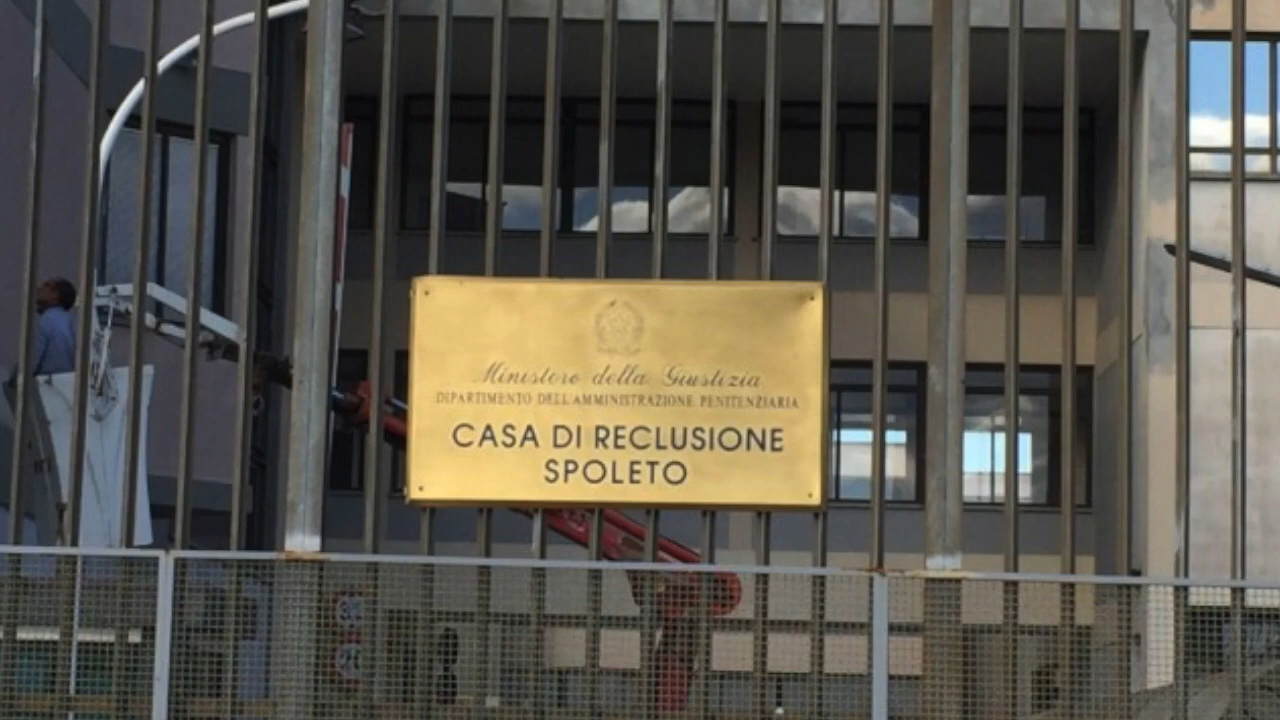 Ministero della Giustizia
DIPARTIMENTO DELL'AMMINISTRAZIONE PENITENZIARIA
CASA DI RECLUSIONE
SPOLETO